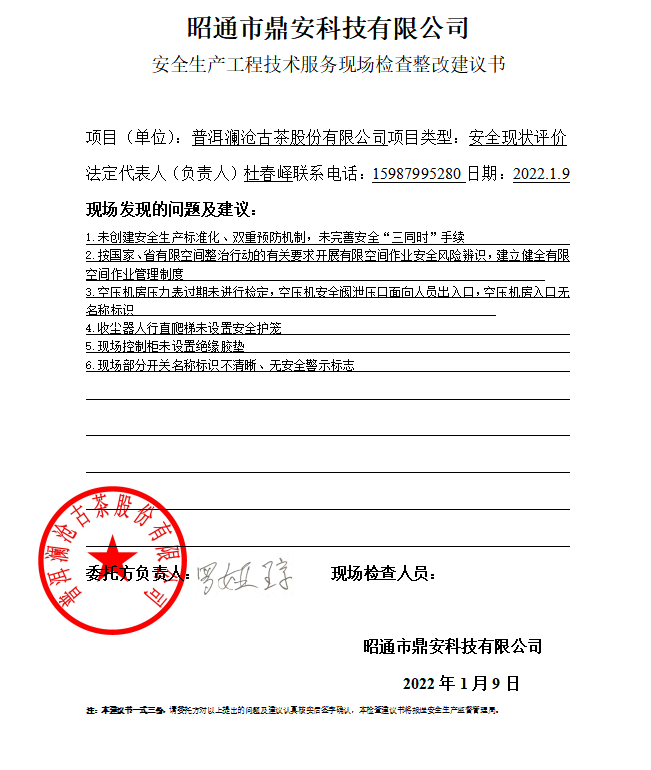 昭通市鼎安科技有限公司
安全生产工程技术服务现场检查整改建议书
项目（单位）：普洱澜沧古茶股份有限公司项目类型：安全现状评价
法定代表人（负责人）杜春峄联系电话：15987995280 日期：2022.1.9
现场发现的问题及建议：
1.未创建安全生产标准化、双重预防机制，未完善安全“三同时”手续
2.按国家、省有限空间整治行动的有关要求开展有限空间作业安全风险辨识，建立健全有限
空间作业管理制度
3.空压机房压力表过期未进行检定，空压机安全阀泄压口面向人员出入口，空压机房入口无
名称标识
4.收尘器人行直爬梯未设置安全护笼
5.现场控制柜未设置绝缘胶垫
6.现场部分开关名称标识不清晰、无安全警示标志
普洱澜沧古茶股份有限公司
委托方负责人：
现场检查人员：
昭通市鼎安科技有限公司
2022 年 1 月 9 日
注：本建议书一式三份。请委托方对以上提出的问题及建议认真核实后签字确认，本检查建议书将报送安全生产监督管理局。